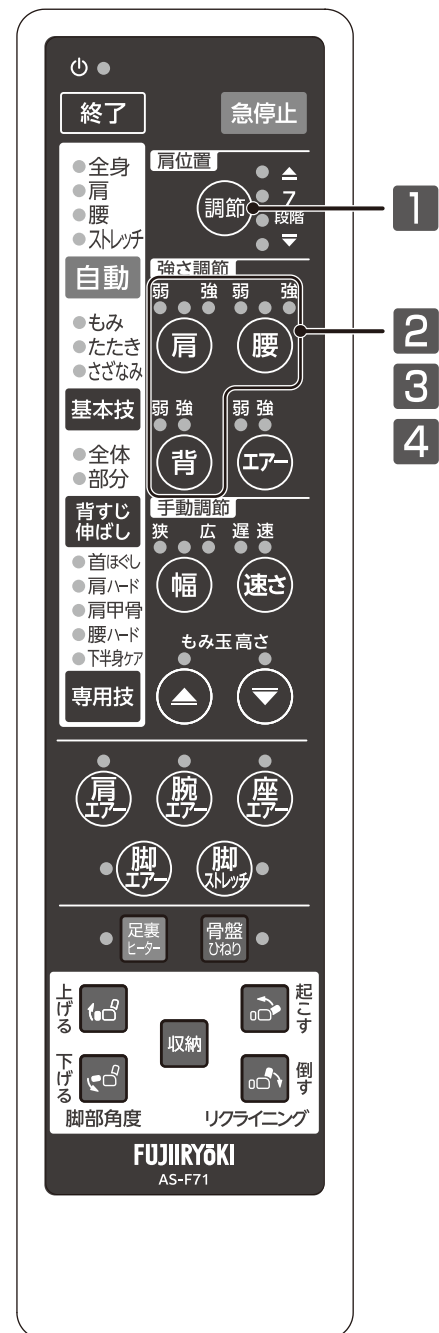 終了
急停止
全身
肩
腰
ストレッチ
自動
肩位置
調節
7
段階
1
強さ調節
弱 強 弱 強
肩 腰
2
3
4
もみ
たたき
さざなみ
基本技
弱 強 弱 強
背 エアー
全体
部分
背すじ
伸ばし
手動調節
狭 広 遅 速
幅 速さ
首ほぐし
肩ハード
肩甲骨
腰ハード
下半身ケア
専用技
もみ玉高さ
肩エアー 腕エアー 座エアー
脚エアー 脚ストレッチ
足裏ヒーター 骨盤ひねり
上げる 起こす
収納
下げる 倒す
脚部角度 リクライニング
FUJIIRYōKI
AS-F71